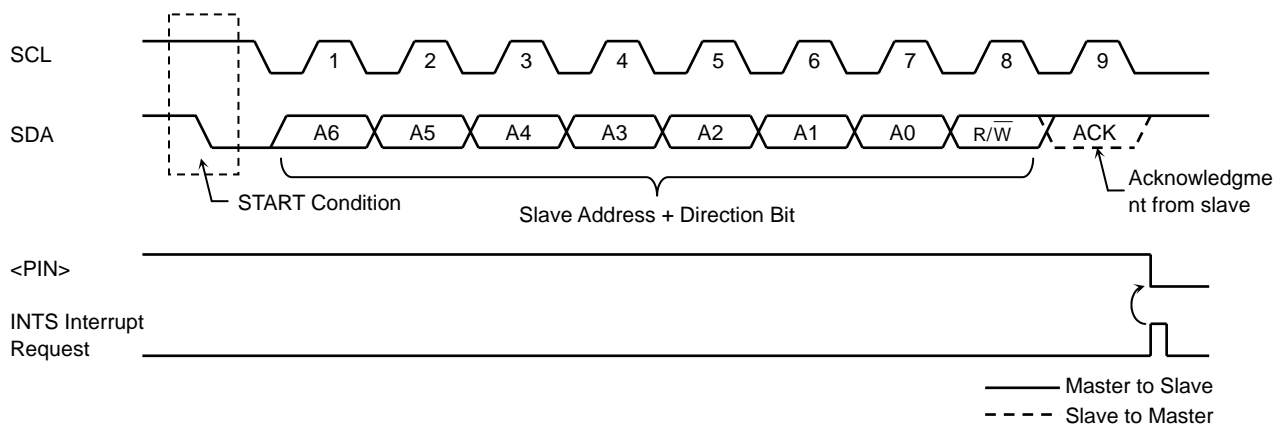 SCL
1 2 3 4 5 6 7 8 9
SDA
A6 A5 A4 A3 A2 A1 A0 R/W̅ ACK
START Condition
Slave Address + Direction Bit
Acknowledgme
nt from slave
<PIN>
INTS Interrupt
Request
Master to Slave
Slave to Master